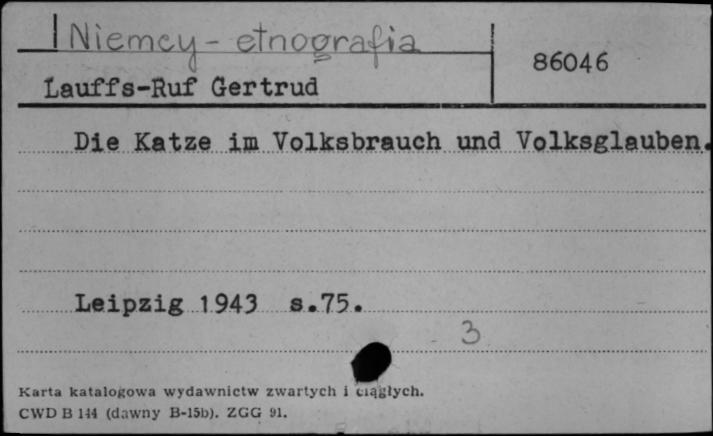 Niemcy - etnografia
86046
Lauffs-Ruf Gertrud
Die Katze im Volksbrauch und Volksglauben.
Leipzig 1943 s.75.
3
Karta katalogowa wydawnictw zwartych i ciągłych.
CWD B 144 (dawny B-15b). ZGG 91.